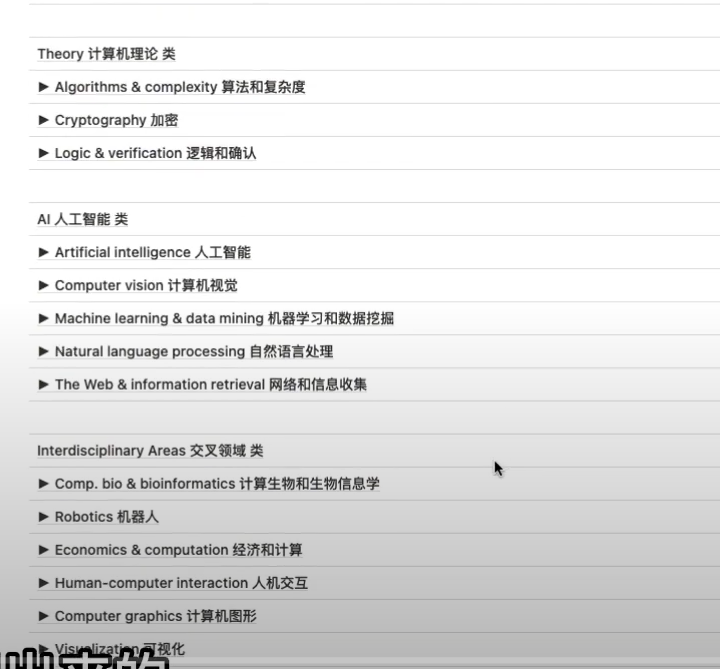 Theory 计算机理论 类
▶ Algorithms & complexity 算法和复杂度
▶ Cryptography 加密
▶ Logic & verification 逻辑和确认
AI 人工智能 类
▶ Artificial intelligence 人工智能
▶ Computer vision 计算机视觉
▶ Machine learning & data mining 机器学习和数据挖掘
▶ Natural language processing 自然语言处理
▶ The Web & information retrieval 网络和信息收集
Interdisciplinary Areas 交叉领域 类
▶ Comp. bio & bioinformatics 计算生物和生物信息学
▶ Robotics 机器人
▶ Economics & computation 经济和计算
▶ Human-computer interaction 人机交互
▶ Computer graphics 计算机图形
▶ Visualization 可视化